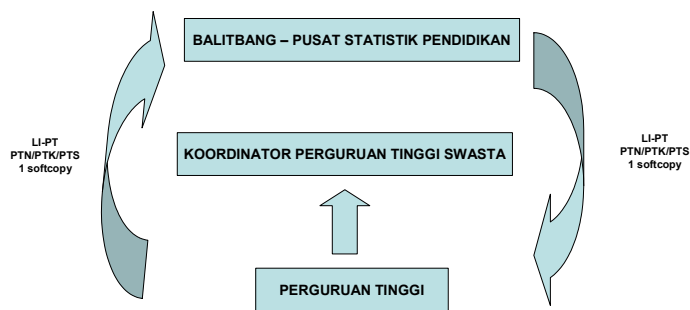 BALITBANG – PUSAT STATISTIK PENDIDIKAN
LI-PT
PTN/PTK/PTS
1 softcopy
KOORDINATOR PERGURUAN TINGGI SWASTA
LI-PT
PTN/PTK/PTS
1 softcopy
PERGURUAN TINGGI